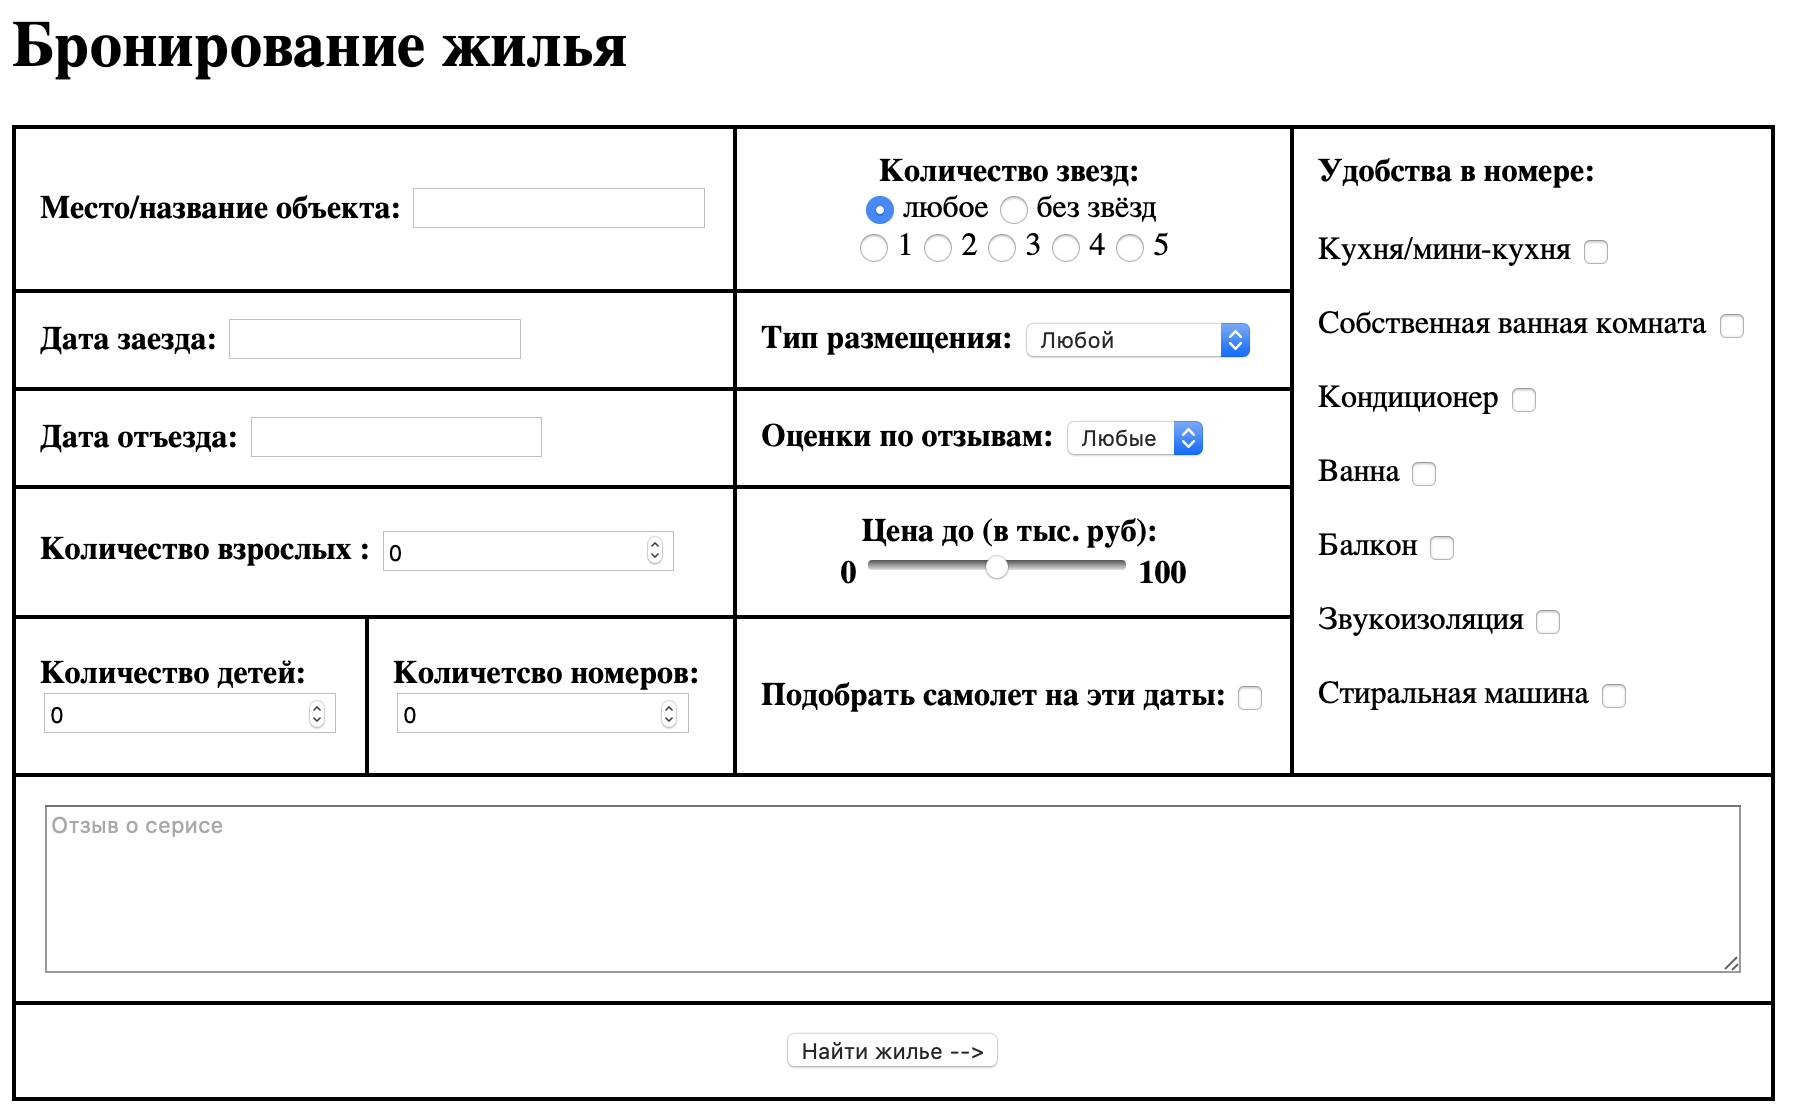 Бронирование жилья
Место/название объекта:
Количество звезд:
любое без звёзд
1 2 3 4 5
Удобства в номере:
Кухня/мини-кухня
Собственная ванная комната
Кондиционер
Ванна
Балкон
Звукоизоляция
Стиральная машина
Дата заезда:
Тип размещения: Любой
Дата отъезда:
Оценки по отзывам: Любые
Количество взрослых : 0
Цена до (в тыс. руб):
0 100
Количество детей:
0
Количетсво номеров:
0
Подобрать самолет на эти даты:
Отзыв о серисе
Найти жилье -->